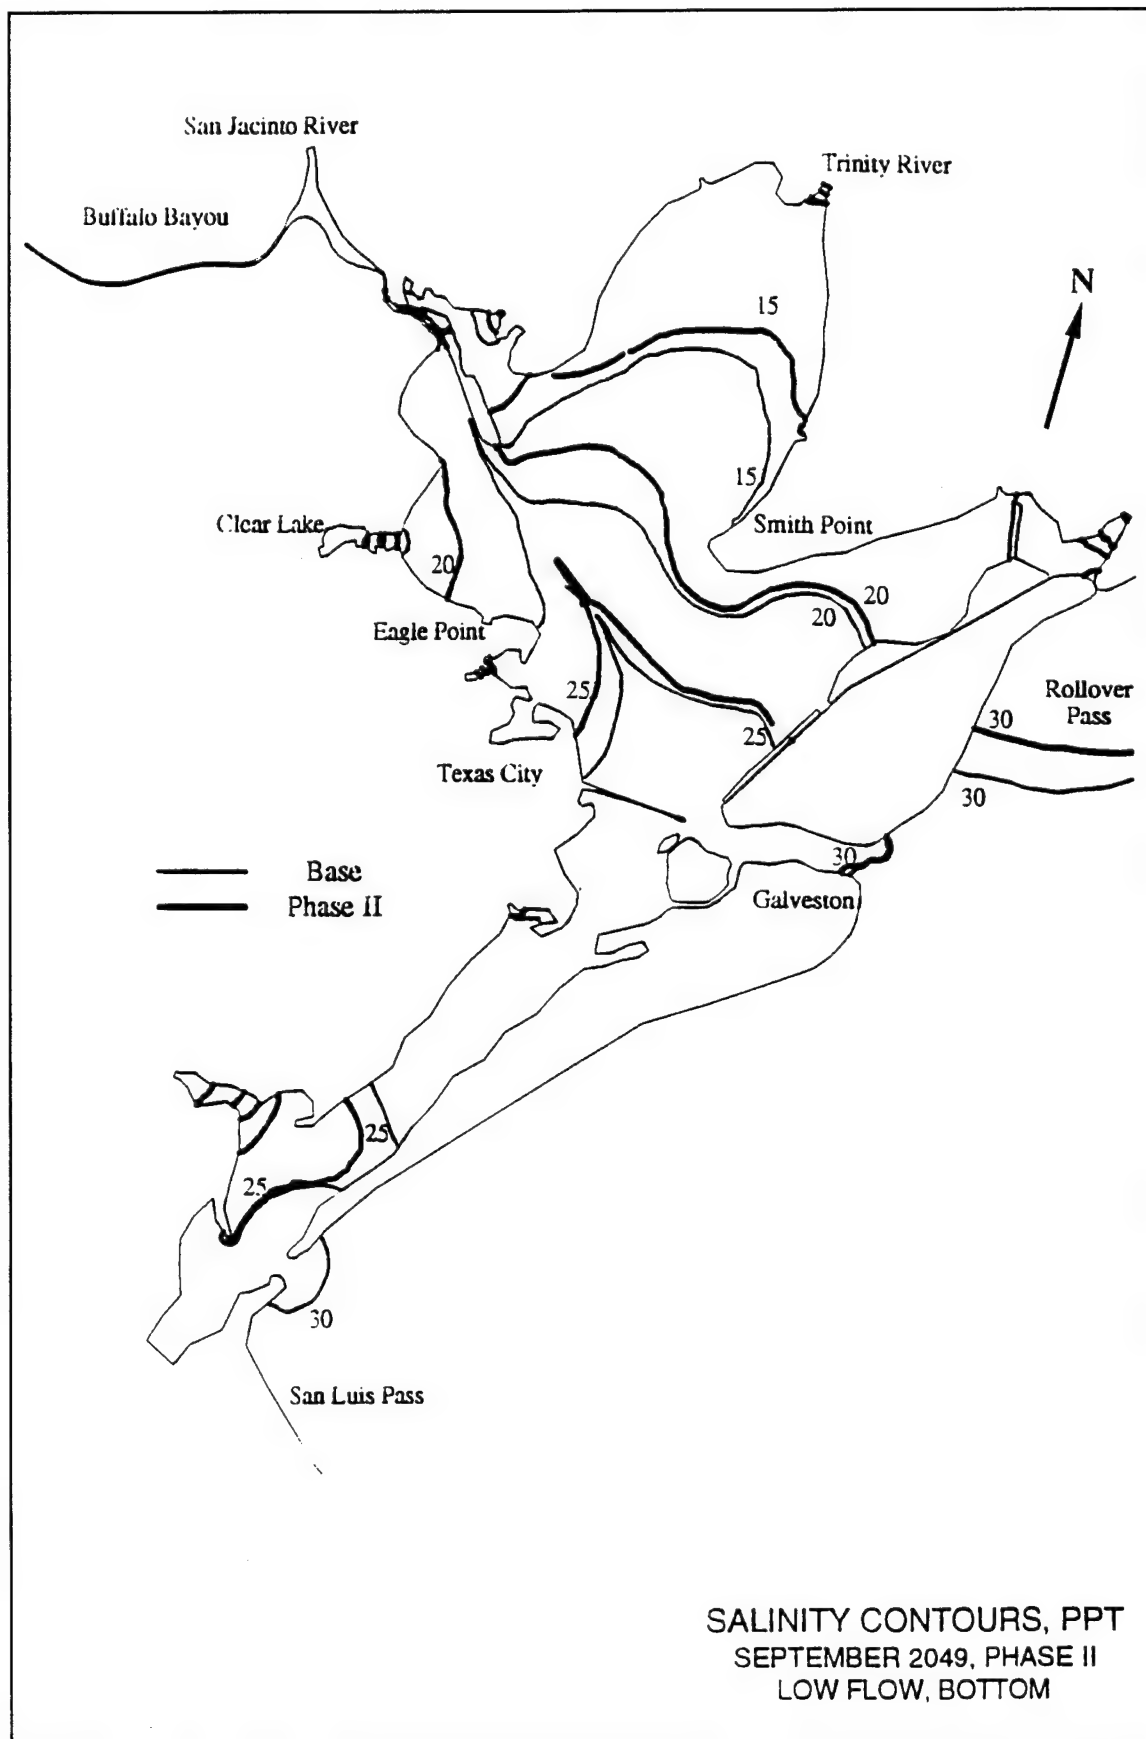 San Jacinto River
Trinity River
Buffalo Bayou
N
15
15
Clear Lake
Smith Point
20
20
20
Eagle Point
25
Rollover
Pass
30
25
Texas City
30
30
Base
Phase II
Galveston
25
25
30
San Luis Pass
SALINITY CONTOURS, PPT
SEPTEMBER 2049, PHASE II
LOW FLOW, BOTTOM